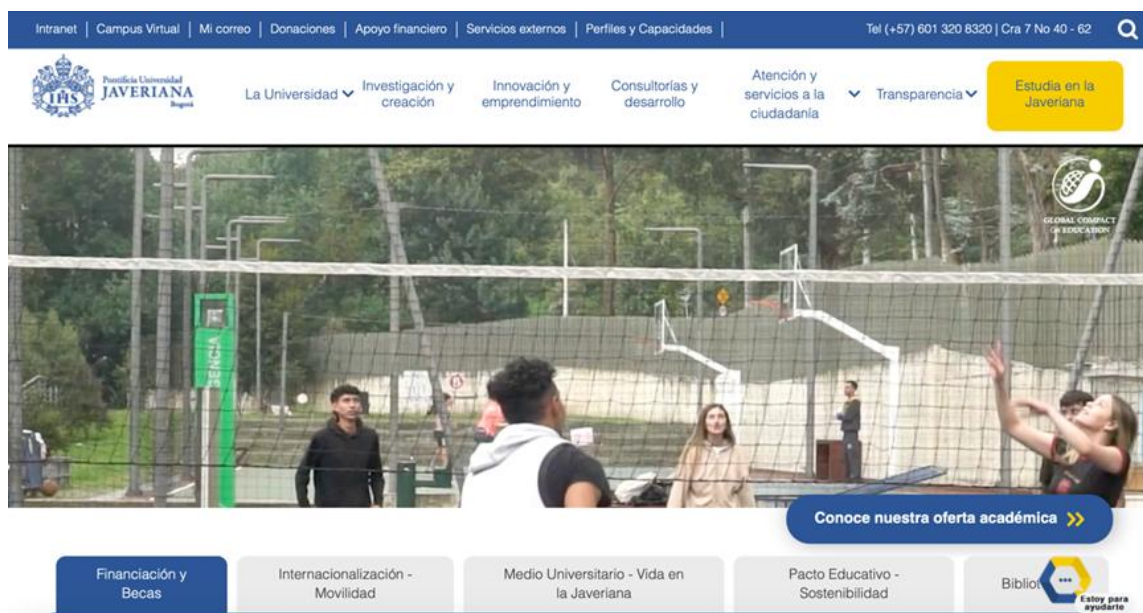 Intranet | Campus Virtual | Mi correo | Donaciones | Apoyo financiero | Servicios externos | Perfiles y Capacidades |
Tel (+57) 601 320 8320 | Cra 7 No 40 - 62
Pontificia Universidad
JAVERIANA
Bogotá
IHS
La Universidad
Investigación y
creación
Innovación y
emprendimiento
Consultorías y
desarrollo
Atención y
servicios a la
ciudadanía
Transparencia
Estudia en la
Javeriana
GLOBAL COMPACT
ON EDUCATION
GENCIA
Conoce nuestra oferta académica
Financiación y
Becas
Internacionalización -
Movilidad
Medio Universitario - Vida en
la Javeriana
Pacto Educativo -
Sostenibilidad
Bibliot
Estoy para
ayudarte